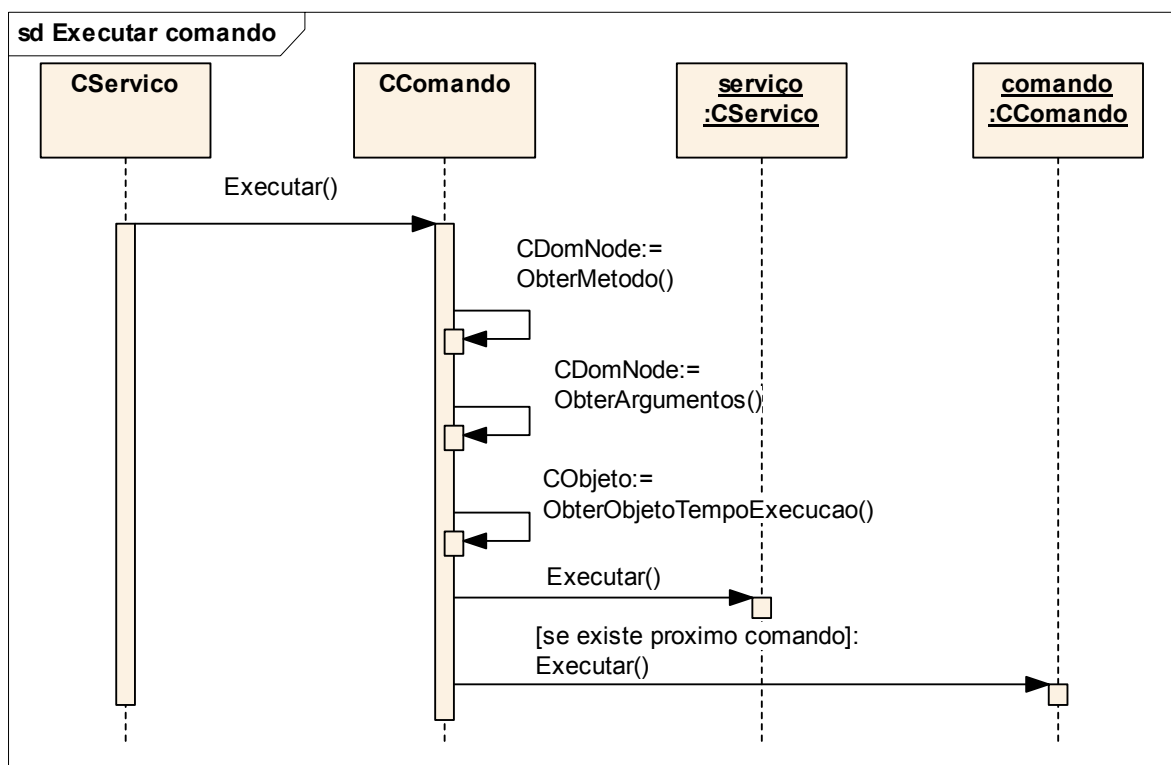 sd Executar comando
CServico
CComando
serviço
:CServico
comando
:CComando
Executar()
CDomNode:=
ObterMetodo()
CDomNode:=
ObterArgumentos()
CObjeto:=
ObterObjetoTempoExecucao()
Executar()
[se existe proximo comando]:
Executar()